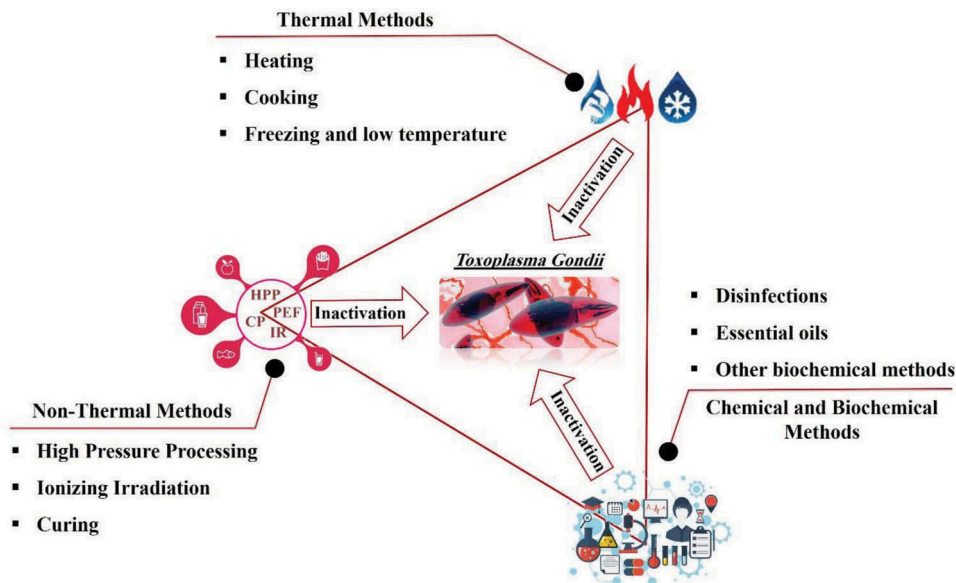 Thermal Methods
▪ Heating
▪ Cooking
▪ Freezing and low temperature
Inactivation
Toxoplasma Gondii
HPP
PEF
CP
IR
Inactivation
▪ Disinfections
▪ Essential oils
▪ Other biochemical methods
Chemical and Biochemical
Methods
Inactivation
Non-Thermal Methods
▪ High Pressure Processing
▪ Ionizing Irradiation
▪ Curing